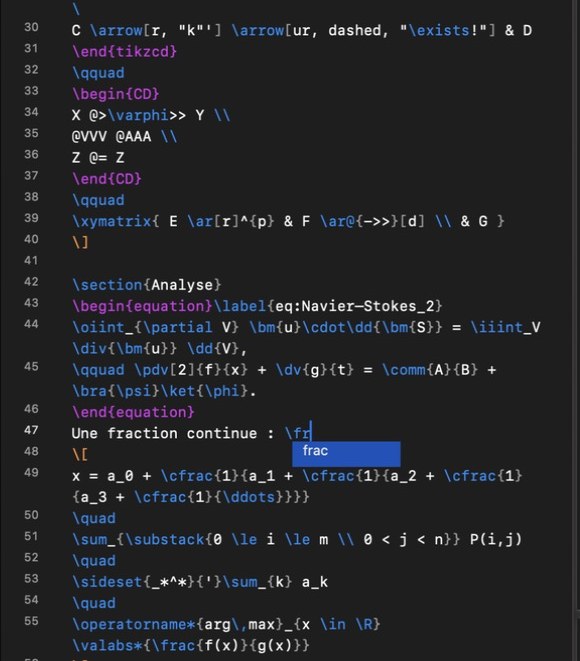 \
30 C \arrow[r, "k"'] \arrow[ur, dashed, "\exists!"] & D
31 \end{tikzcd}
32 \qquad
33 \begin{CD}
34 X @>\varphi>> Y \\
35 @VVV @AAA \\
36 Z @= Z
37 \end{CD}
38 \qquad
39 \xymatrix{ E \ar[r]^{p} & F \ar@{->>}[d] \\ & G }
40 \]
41
42 \section{Analyse}
43 \begin{equation}\label{eq:Navier-Stokes_2}
44 \oiint_{\partial V} \bm{u}\cdot\dd{\bm{S}} = \iiint_V
\div{\bm{u}} \dd{V},
45 \qquad \pdv[2]{f}{x} + \dv{g}{t} = \comm{A}{B} +
\bra{\psi}\ket{\phi}.
46 \end{equation}
47 Une fraction continue : \fr
frac
48 \[
49 x = a_0 + \cfrac{1}{a_1 + \cfrac{1}{a_2 + \cfrac{1}
{a_3 + \cfrac{1}{\ddots}}}}
50 \quad
51 \sum_{\substack{0 \le i \le m \\ 0 < j < n}} P(i,j)
52 \quad
53 \sideset{_*^*}{'}\sum_{k} a_k
54 \quad
55 \operatorname*{arg\,max}_{x \in \R}
\valabs*{\frac{f(x)}{g(x)}}